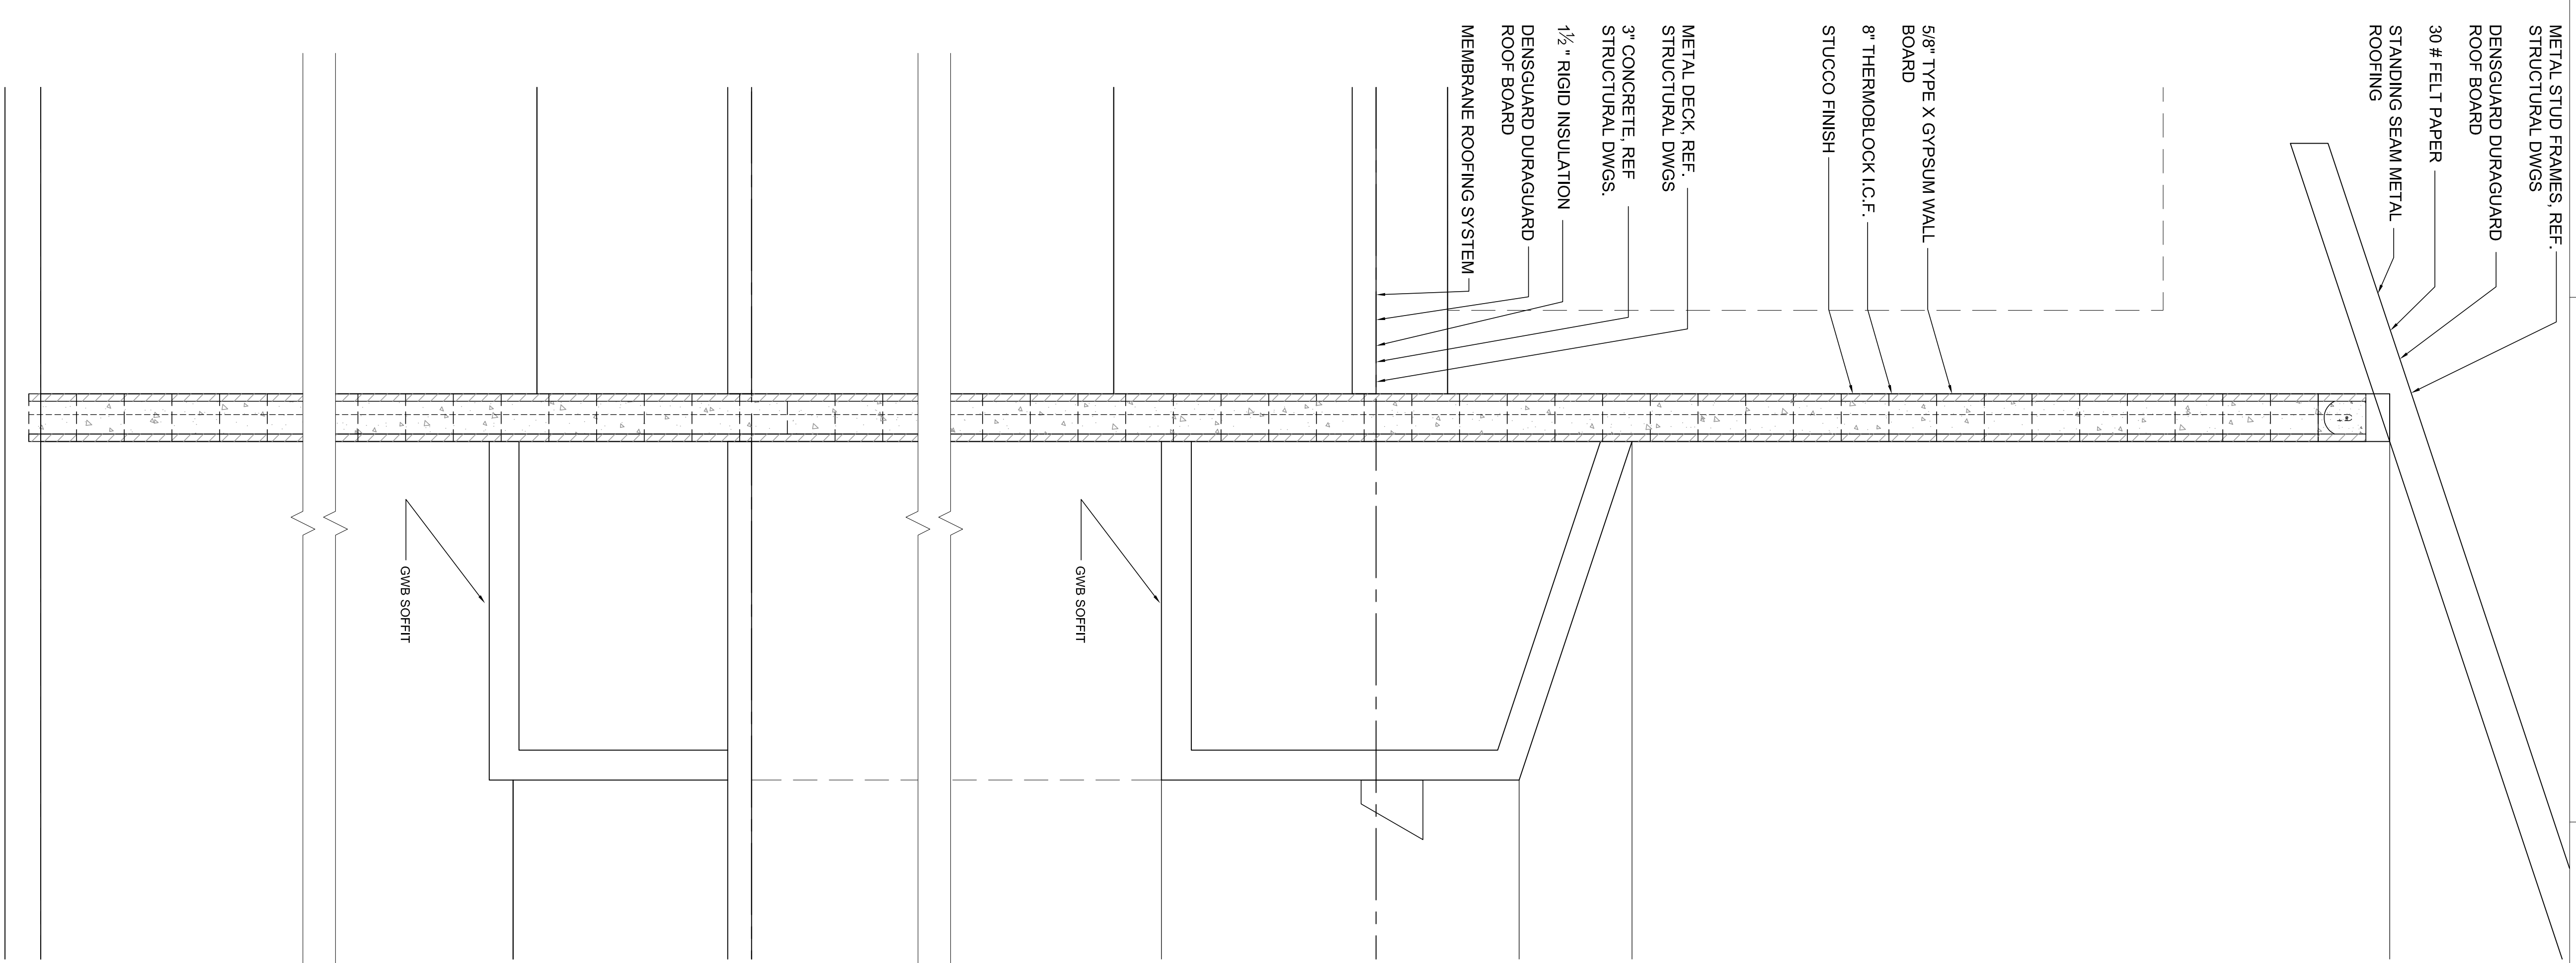 METAL STUD FRAMES, REF.
STRUCTURAL DWGS
DENSGUARD DURAGUARD
ROOF BOARD
30 # FELT PAPER
STANDING SEAM METAL
ROOFING
5/8" TYPE X GYPSUM WALL
BOARD
8" THERMOBLOCK I.C.F.
STUCCO FINISH
METAL DECK, REF.
STRUCTURAL DWGS
3" CONCRETE, REF
STRUCTURAL DWGS.
1½ " RIGID INSULATION
DENSGUARD DURAGUARD
ROOF BOARD
MEMBRANE ROOFING SYSTEM
GWB SOFFIT
GWB SOFFIT